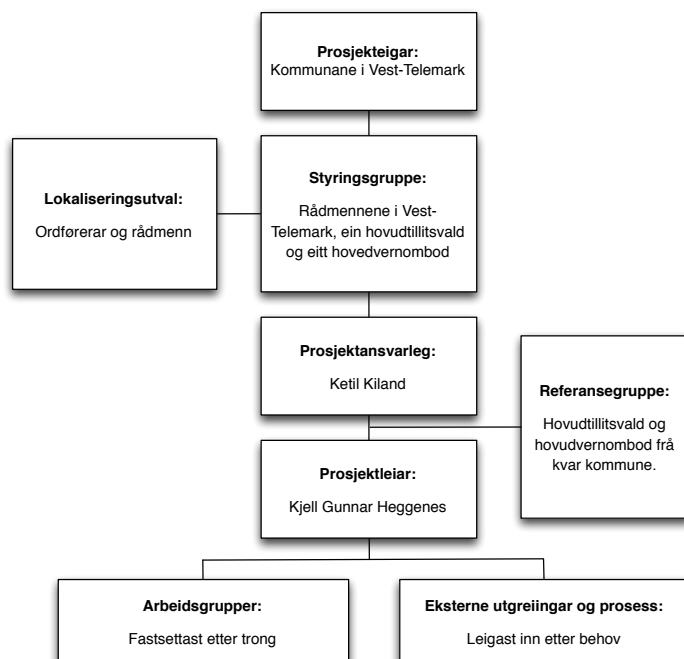 Prosjekteigar:
Kommunane i Vest-Telemark
Lokaliseringsutval:
Ordførerar og rådmenn
Styringsgruppe:
Rådmennene i Vest-
Telemark, ein hovudtillitsvald
og eitt hovedvernombod
Prosjektansvarleg:
Ketil Kiland
Referansegruppe:
Hovudtillitsvald og
hovudvernombod frå
kvar kommune.
Prosjektleiar:
Kjell Gunnar Heggenes
Arbeidsgrupper:
Fastsettast etter trong
Eksterne utgreiingar og prosess:
Leigast inn etter behov